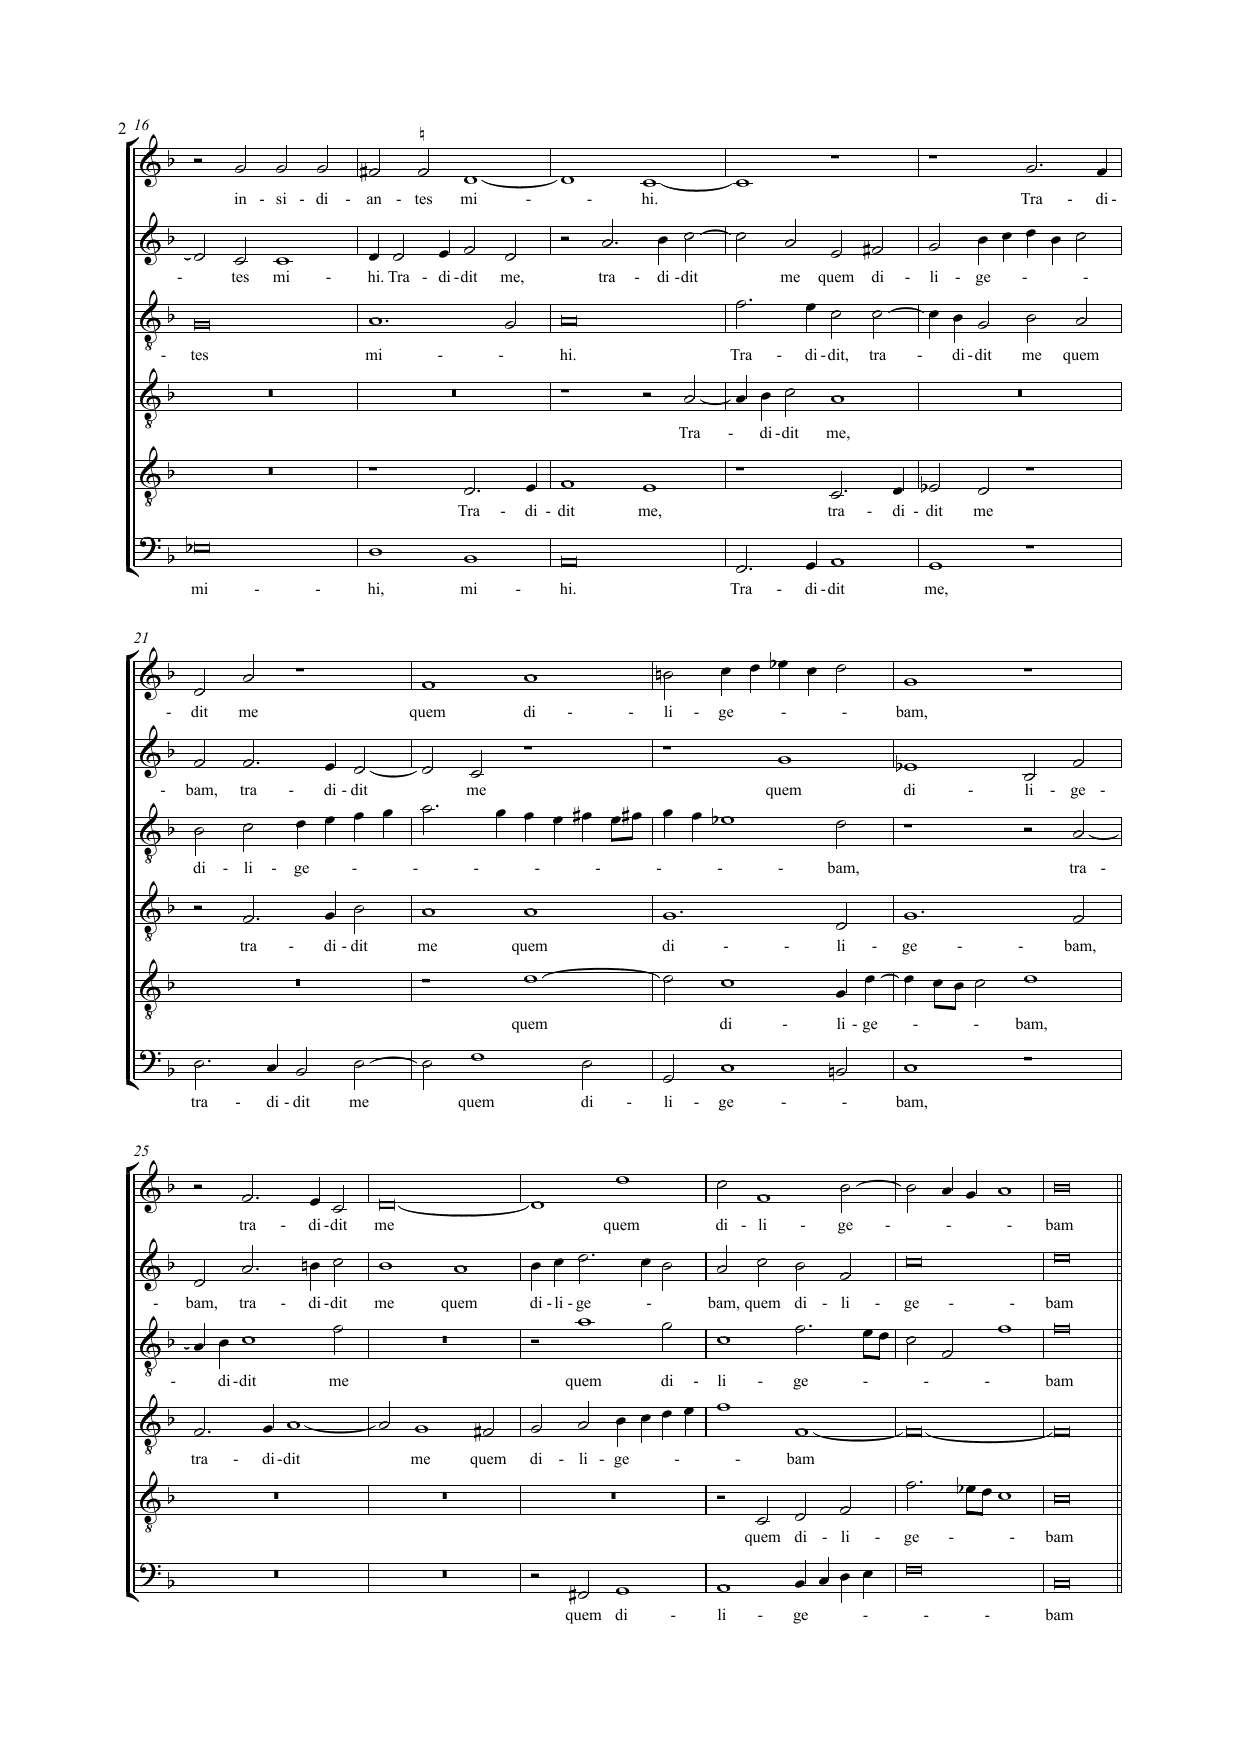 2 16
in - si - di - an - tes mi - - hi. Tra - di -
- tes mi - hi. Tra - di - dit me, tra - di - dit me quem di - li - ge - - -
- tes mi - - hi. Tra - di - dit, tra - di - dit me quem
Tra - di - dit me,
Tra - di - dit me, tra - di - dit me
mi - - hi, mi - hi. Tra - di - dit me,
21
- dit me quem di - - li - ge - - bam,
- bam, tra - di - dit me quem di - li - ge -
di - li - ge - - - - - - - - bam, tra -
tra - di - dit me quem di - - li - ge - - bam,
quem di - li - ge - - bam,
tra - di - dit me quem di - li - ge - - bam,
25
tra - di - dit me quem di - li - ge - - - bam
- bam, tra - di - dit me quem di - li - ge - bam, quem di - li - ge - - bam
- di - dit me quem di - li - ge - - - - bam
tra - di - dit me quem di - li - ge - - - bam
quem di - li - ge - - bam
quem di - li - ge - - - - bam